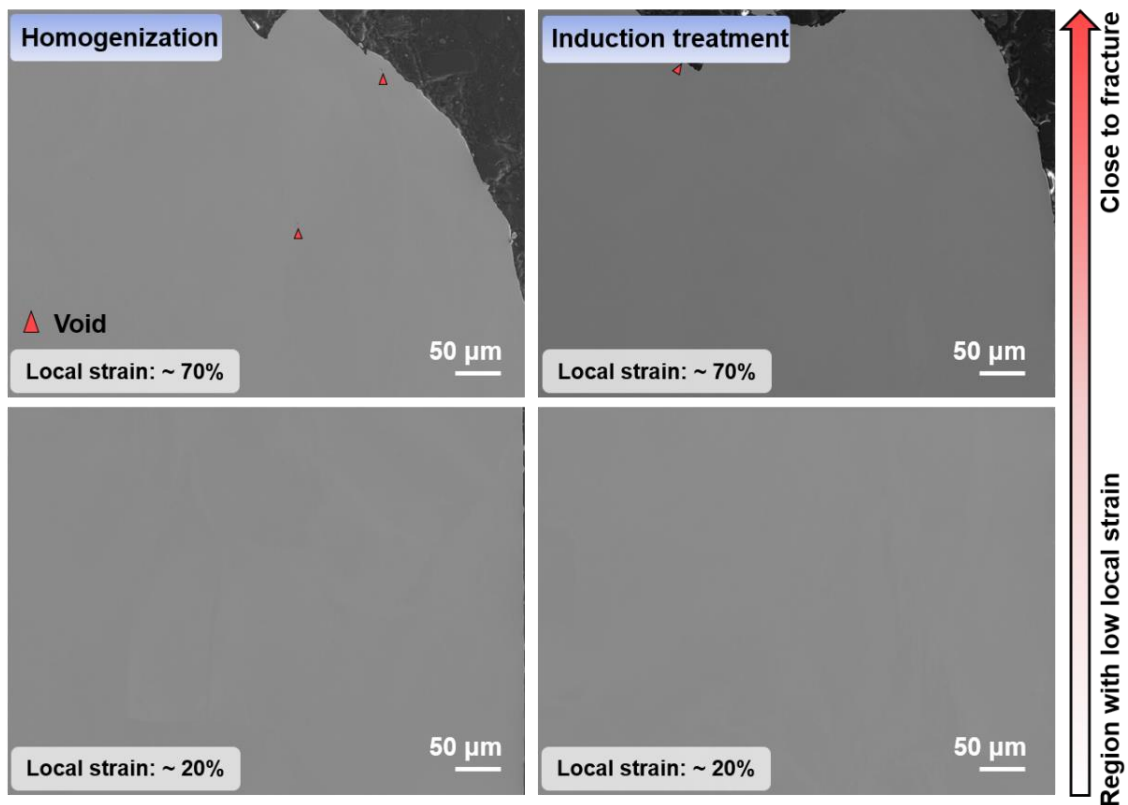 Homogenization
Induction treatment
Void
50 µm
Local strain: ~ 70%
50 µm
Local strain: ~ 70%
50 µm
Local strain: ~ 20%
50 µm
Local strain: ~ 20%
Close to fracture
Region with low local strain